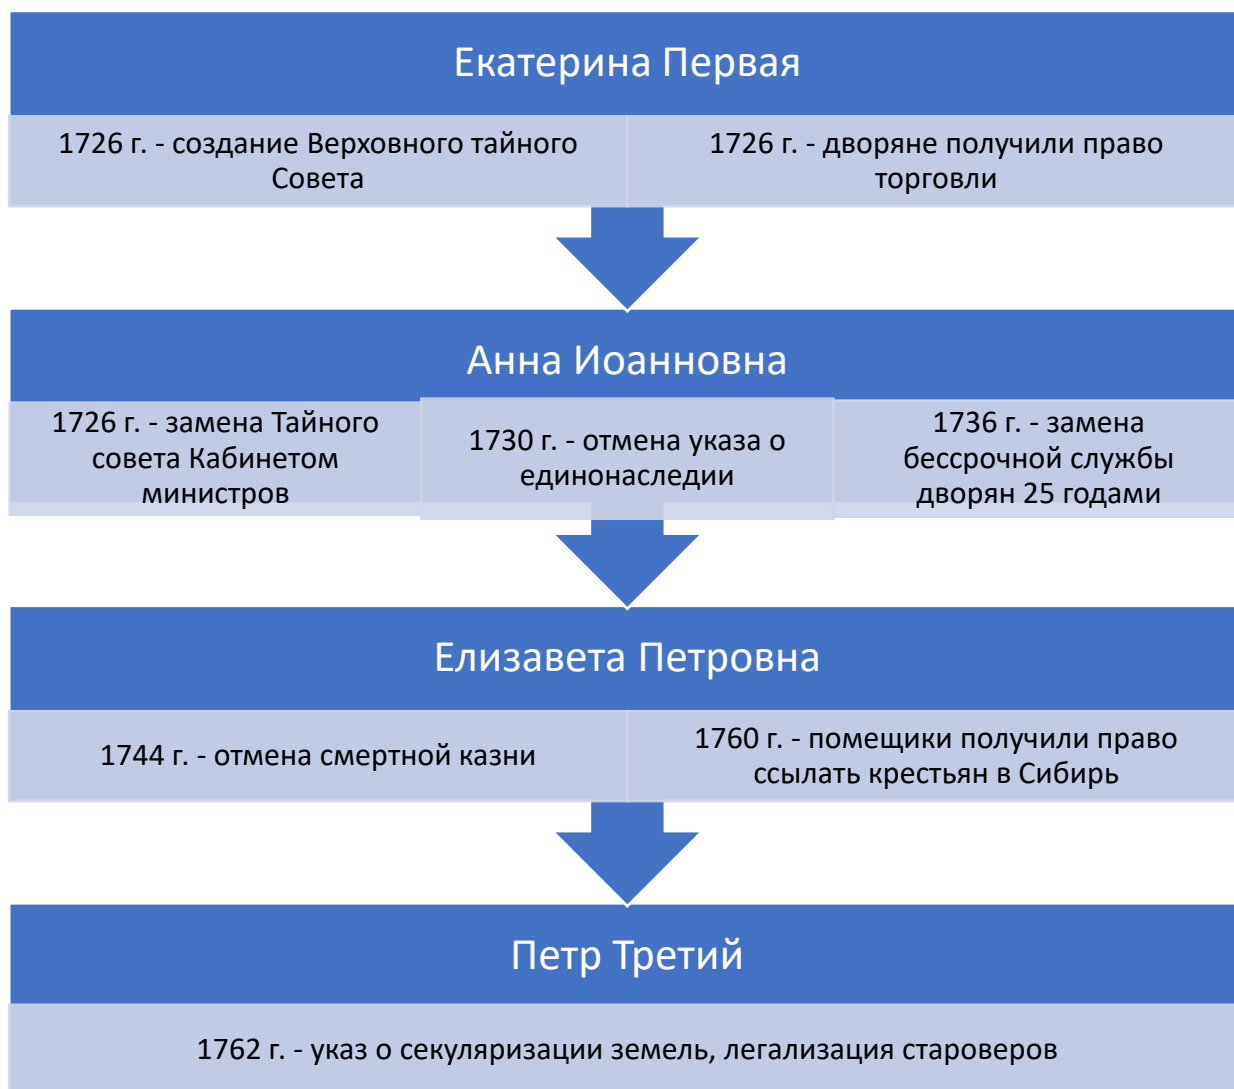 Екатерина Первая
1726 г. - создание Верховного тайного
Совета
1726 г. - дворяне получили право
торговли
Анна Иоанновна
1726 г. - замена Тайного
совета Кабинетом
министров
1730 г. - отмена указа о
единонаследии
1736 г. - замена
бессрочной службы
дворян 25 годами
Елизавета Петровна
1744 г. - отмена смертной казни
1760 г. - помещики получили право
ссылать крестьян в Сибирь
Петр Третий
1762 г. - указ о секуляризации земель, легализация староверов